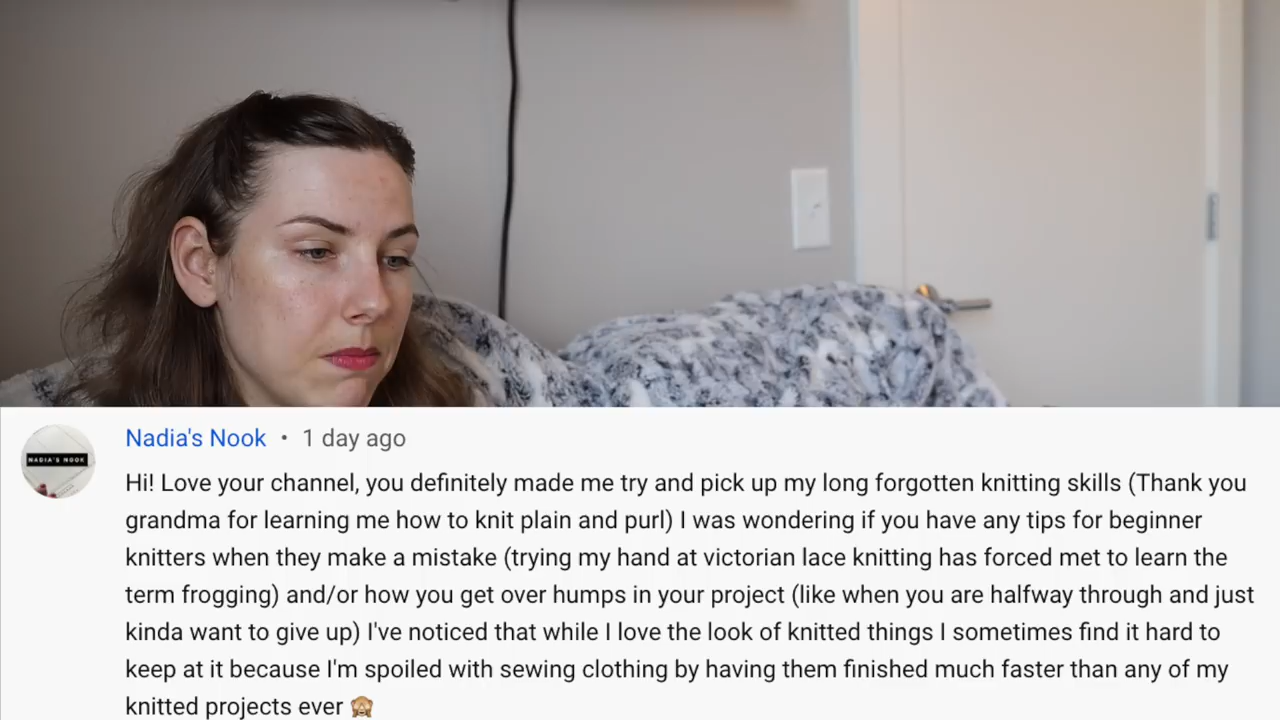 Nadia's Nook • 1 day ago
NADIA'S NOOK
Hi! Love your channel, you definitely made me try and pick up my long forgotten knitting skills (Thank you
grandma for learning me how to knit plain and purl) I was wondering if you have any tips for beginner
knitters when they make a mistake (trying my hand at victorian lace knitting has forced met to learn the
term frogging) and/or how you get over humps in your project (like when you are halfway through and just
kinda want to give up) I've noticed that while I love the look of knitted things I sometimes find it hard to
keep at it because I'm spoiled with sewing clothing by having them finished much faster than any of my
knitted projects ever 🙈